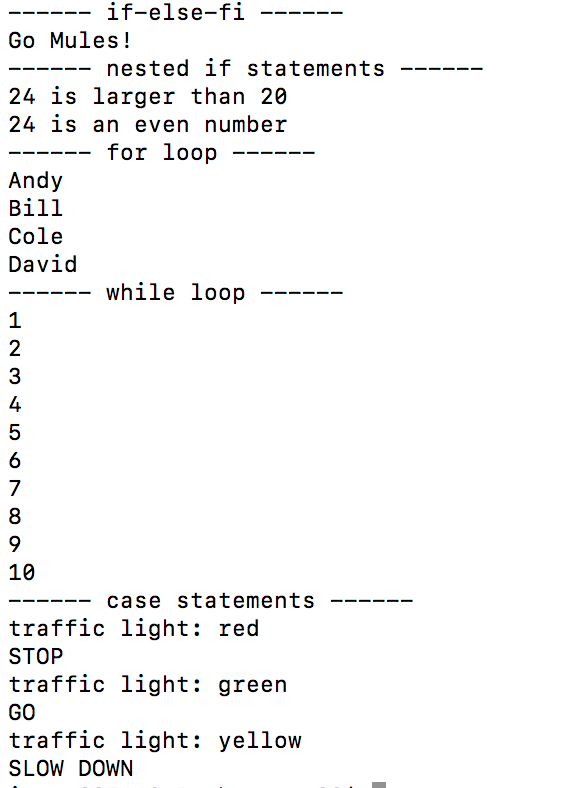 ------ if-else-fi ------
Go Mules!
------ nested if statements ------
24 is larger than 20
24 is an even number
------ for loop ------
Andy
Bill
Cole
David
------ while loop ------
1
2
3
4
5
6
7
8
9
10
------ case statements ------
traffic light: red
STOP
traffic light: green
GO
traffic light: yellow
SLOW DOWN